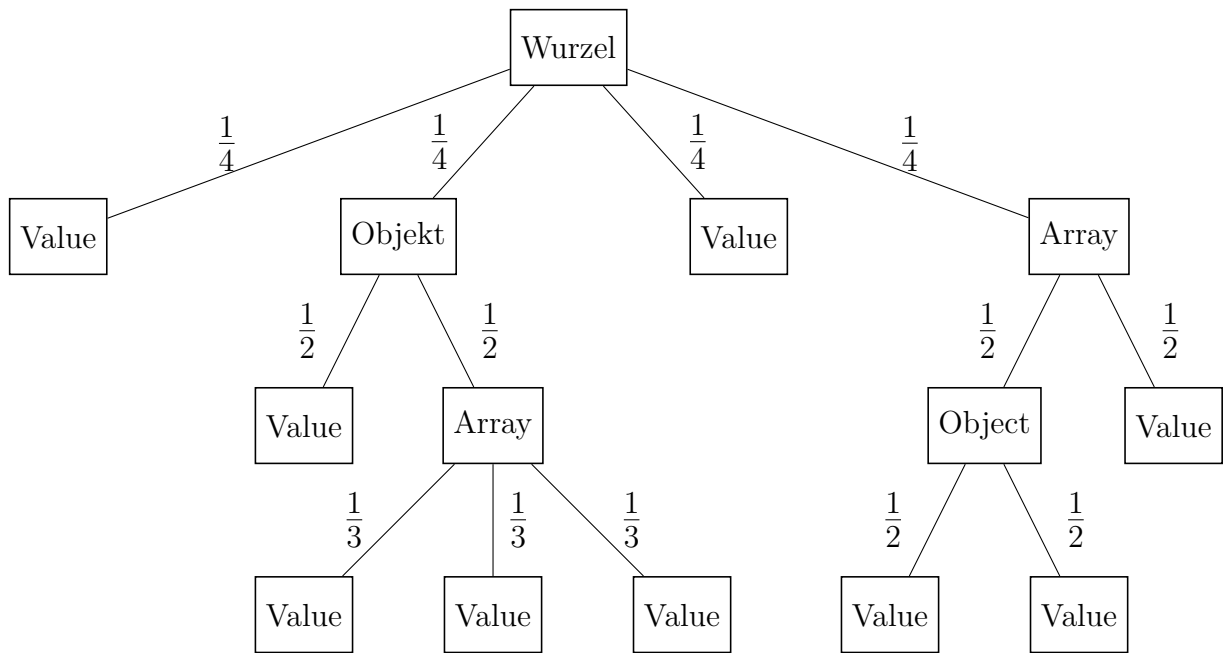 Wurzel
1/4 1/4 1/4 1/4
Value Objekt Value Array
1/2 1/2 1/2 1/2
Value Array Object Value
1/3 1/3 1/3 1/2 1/2
Value Value Value Value Value